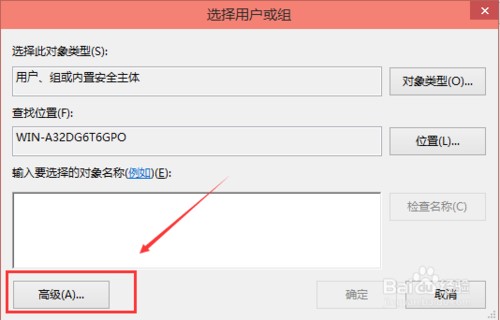 选择用户或组
选择此对象类型(S):
用户、组或内置安全主体
对象类型(O)...
查找位置(F):
WIN-A32DG6T6GPO
位置(L)...
输入要选择的对象名称(例如)(E):
检查名称(C)
高级(A)...
确定
取消
Baidu 经验